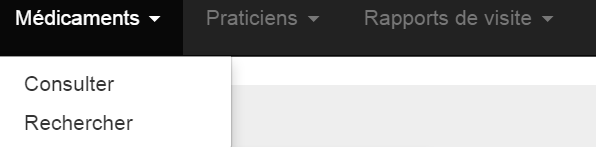 Médicaments Praticiens Rapports de visite
Consulter
Rechercher